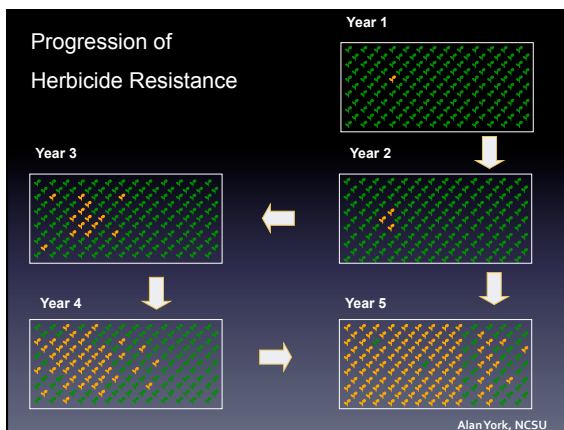 Progression of
Herbicide Resistance
Year 1
Year 2
Year 3
Year 4
Year 5
Alan York, NCSU